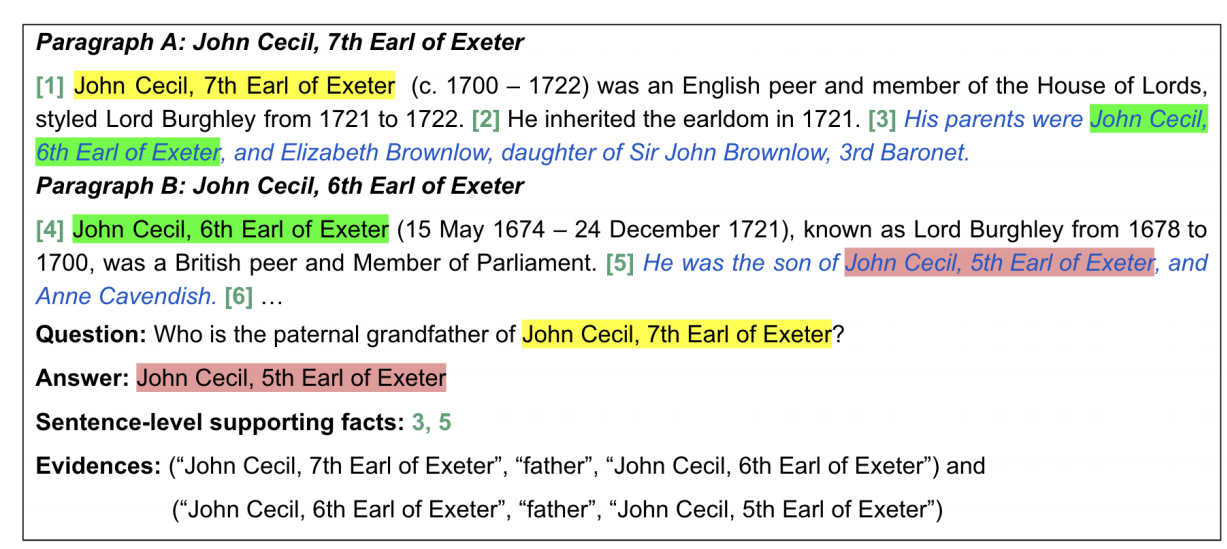 Paragraph A: John Cecil, 7th Earl of Exeter
[1] John Cecil, 7th Earl of Exeter (c. 1700 – 1722) was an English peer and member of the House of Lords,
styled Lord Burghley from 1721 to 1722. [2] He inherited the earldom in 1721. [3] His parents were John Cecil,
6th Earl of Exeter, and Elizabeth Brownlow, daughter of Sir John Brownlow, 3rd Baronet.
Paragraph B: John Cecil, 6th Earl of Exeter
[4] John Cecil, 6th Earl of Exeter (15 May 1674 – 24 December 1721), known as Lord Burghley from 1678 to
1700, was a British peer and Member of Parliament. [5] He was the son of John Cecil, 5th Earl of Exeter, and
Anne Cavendish. [6] …
Question: Who is the paternal grandfather of John Cecil, 7th Earl of Exeter?
Answer: John Cecil, 5th Earl of Exeter
Sentence-level supporting facts: 3, 5
Evidences: (“John Cecil, 7th Earl of Exeter”, “father”, “John Cecil, 6th Earl of Exeter”) and
(“John Cecil, 6th Earl of Exeter”, “father”, “John Cecil, 5th Earl of Exeter”)